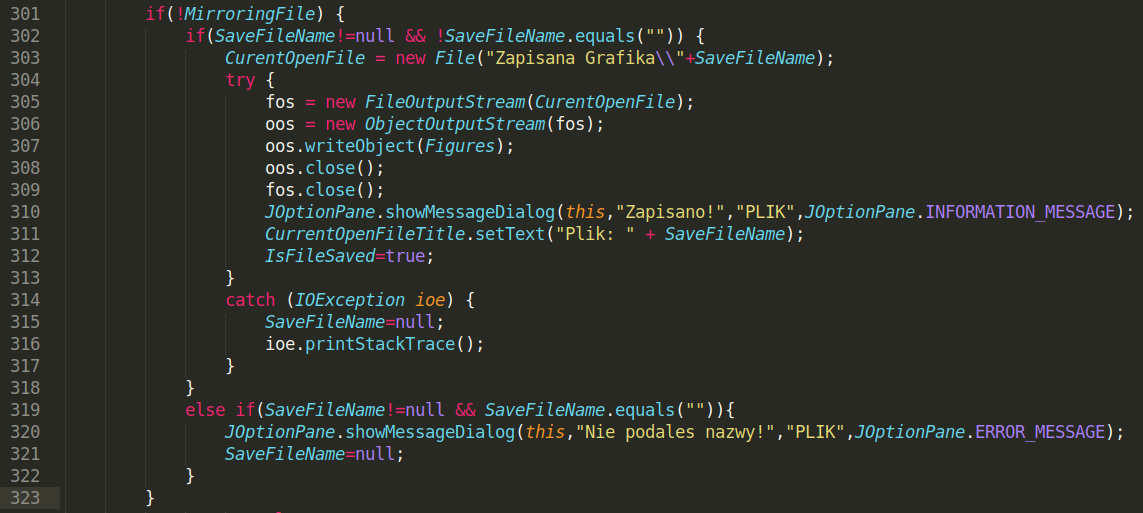 301 if(!MirroringFile) {
302 if(SaveFileName!=null && !SaveFileName.equals("")) {
303 CurentOpenFile = new File("Zapisana Grafika\\"+SaveFileName);
304 try {
305 fos = new FileOutputStream(CurentOpenFile);
306 oos = new ObjectOutputStream(fos);
307 oos.writeObject(Figures);
308 oos.close();
309 fos.close();
310 JOptionPane.showMessageDialog(this,"Zapisano!","PLIK",JOptionPane.INFORMATION_MESSAGE);
311 CurrentOpenFileTitle.setText("Plik: " + SaveFileName);
312 IsFileSaved=true;
313 }
314 catch (IOException ioe) {
315 SaveFileName=null;
316 ioe.printStackTrace();
317 }
318 }
319 else if(SaveFileName!=null && SaveFileName.equals("")){
320 JOptionPane.showMessageDialog(this,"Nie podales nazwy!","PLIK",JOptionPane.ERROR_MESSAGE);
321 SaveFileName=null;
322 }
323 }